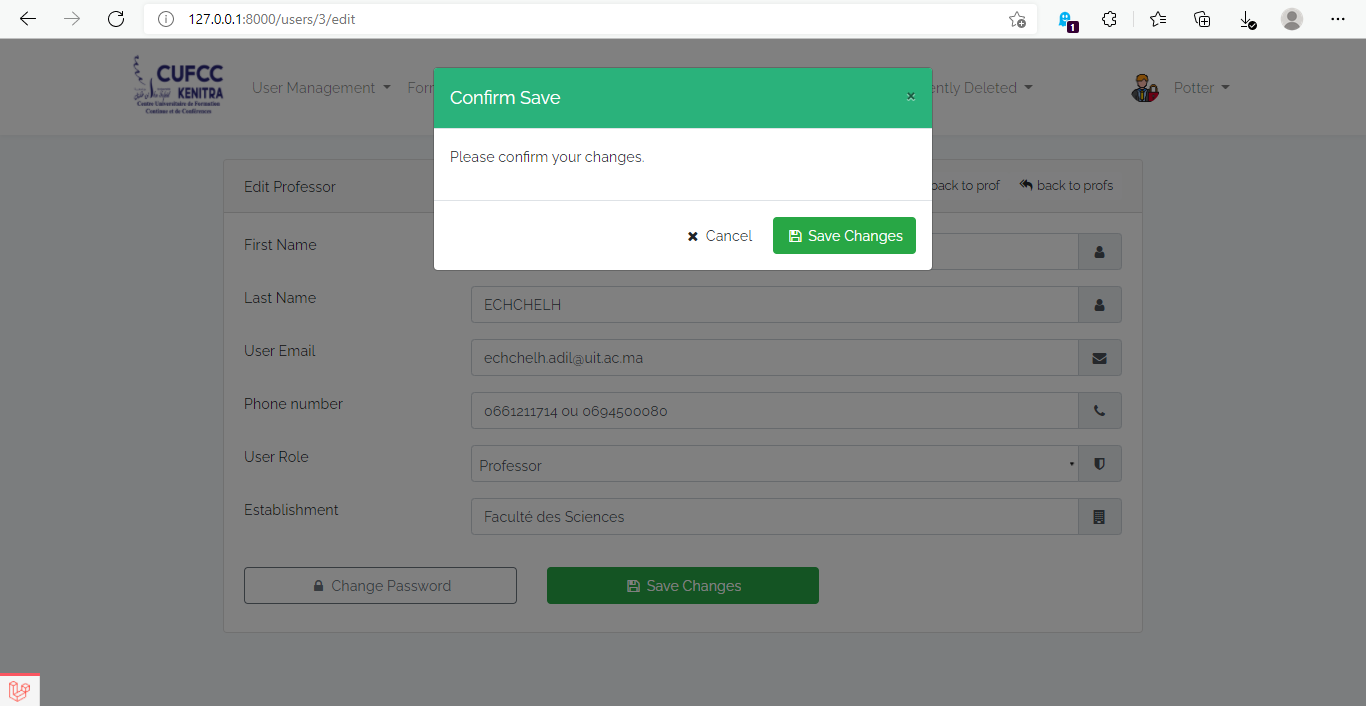 127.0.0.1:8000/users/3/edit
1
CUFCC
KENITRA
Centre Universitaire de Formation
Continue et de Conférences
User Management
Potter
Confirm Save
×
Please confirm your changes.
Cancel
Save Changes
Edit Professor
back to prof
back to profs
First Name
Last Name
ECHCHELH
User Email
echchelh.adil@uit.ac.ma
Phone number
0661211714 ou 0694500080
User Role
Professor
Establishment
Faculté des Sciences
Change Password
Save Changes